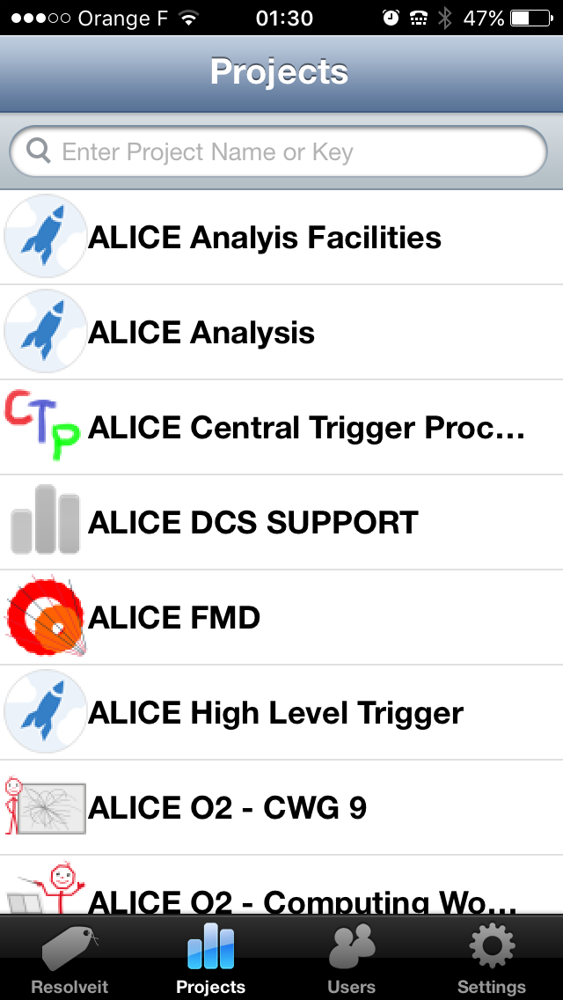 Orange F 01:30 47%
Projects
Enter Project Name or Key
ALICE Analyis Facilities
ALICE Analysis
CTP ALICE Central Trigger Proc...
ALICE DCS SUPPORT
ALICE FMD
ALICE High Level Trigger
ALICE O2 - CWG 9
ALICE O2 - Computing Wo...
Resolveit Projects Users Settings